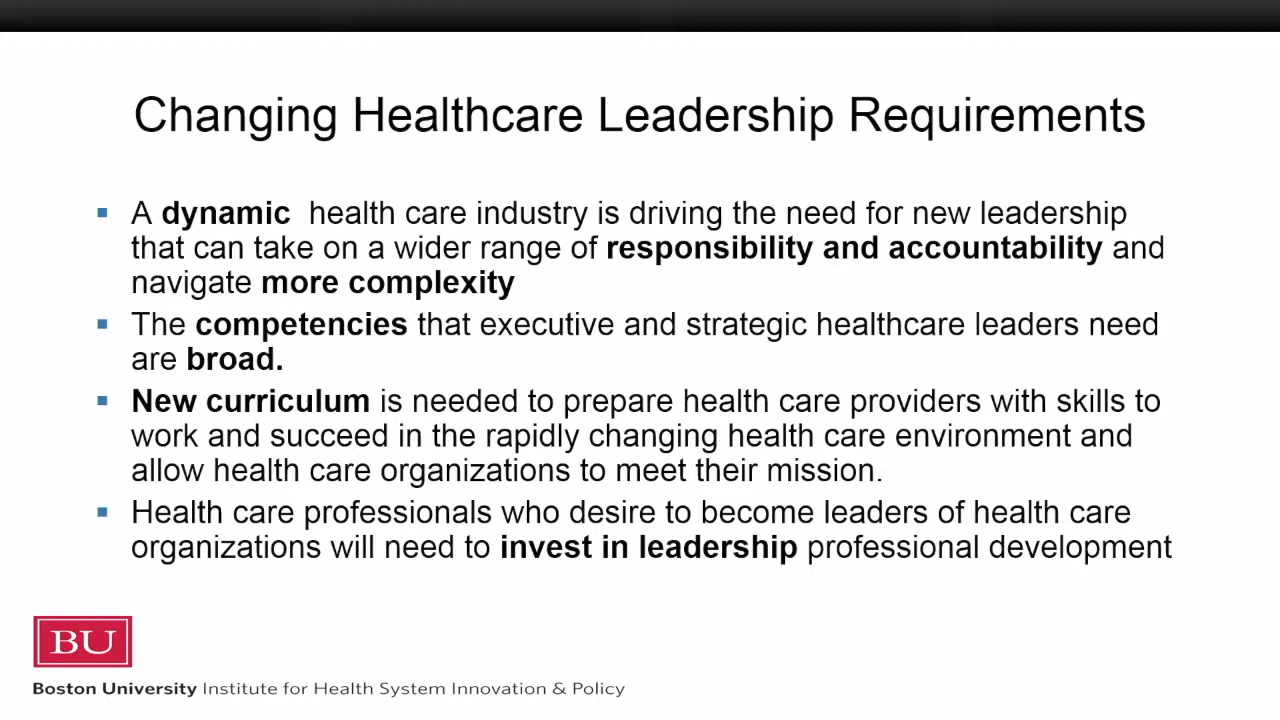 Changing Healthcare Leadership Requirements
▪ A dynamic  health care industry is driving the need for new leadership
that can take on a wider range of responsibility and accountability and
navigate more complexity
▪ The competencies that executive and strategic healthcare leaders need
are broad.
▪ New curriculum is needed to prepare health care providers with skills to
work and succeed in the rapidly changing health care environment and
allow health care organizations to meet their mission.
▪ Health care professionals who desire to become leaders of health care
organizations will need to invest in leadership professional development
BU
Boston University Institute for Health System Innovation & Policy